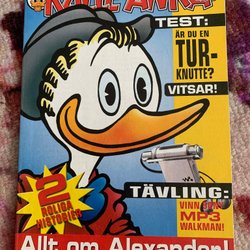 KALLE ANKA
TEST:
ÄR DU EN
TUR-
KNUTTE?
VITSAR!
2
ROLIGA
HISTORIER
TÄVLING:
VINN
MP3
WALKMAN!
Allt om Alexander!